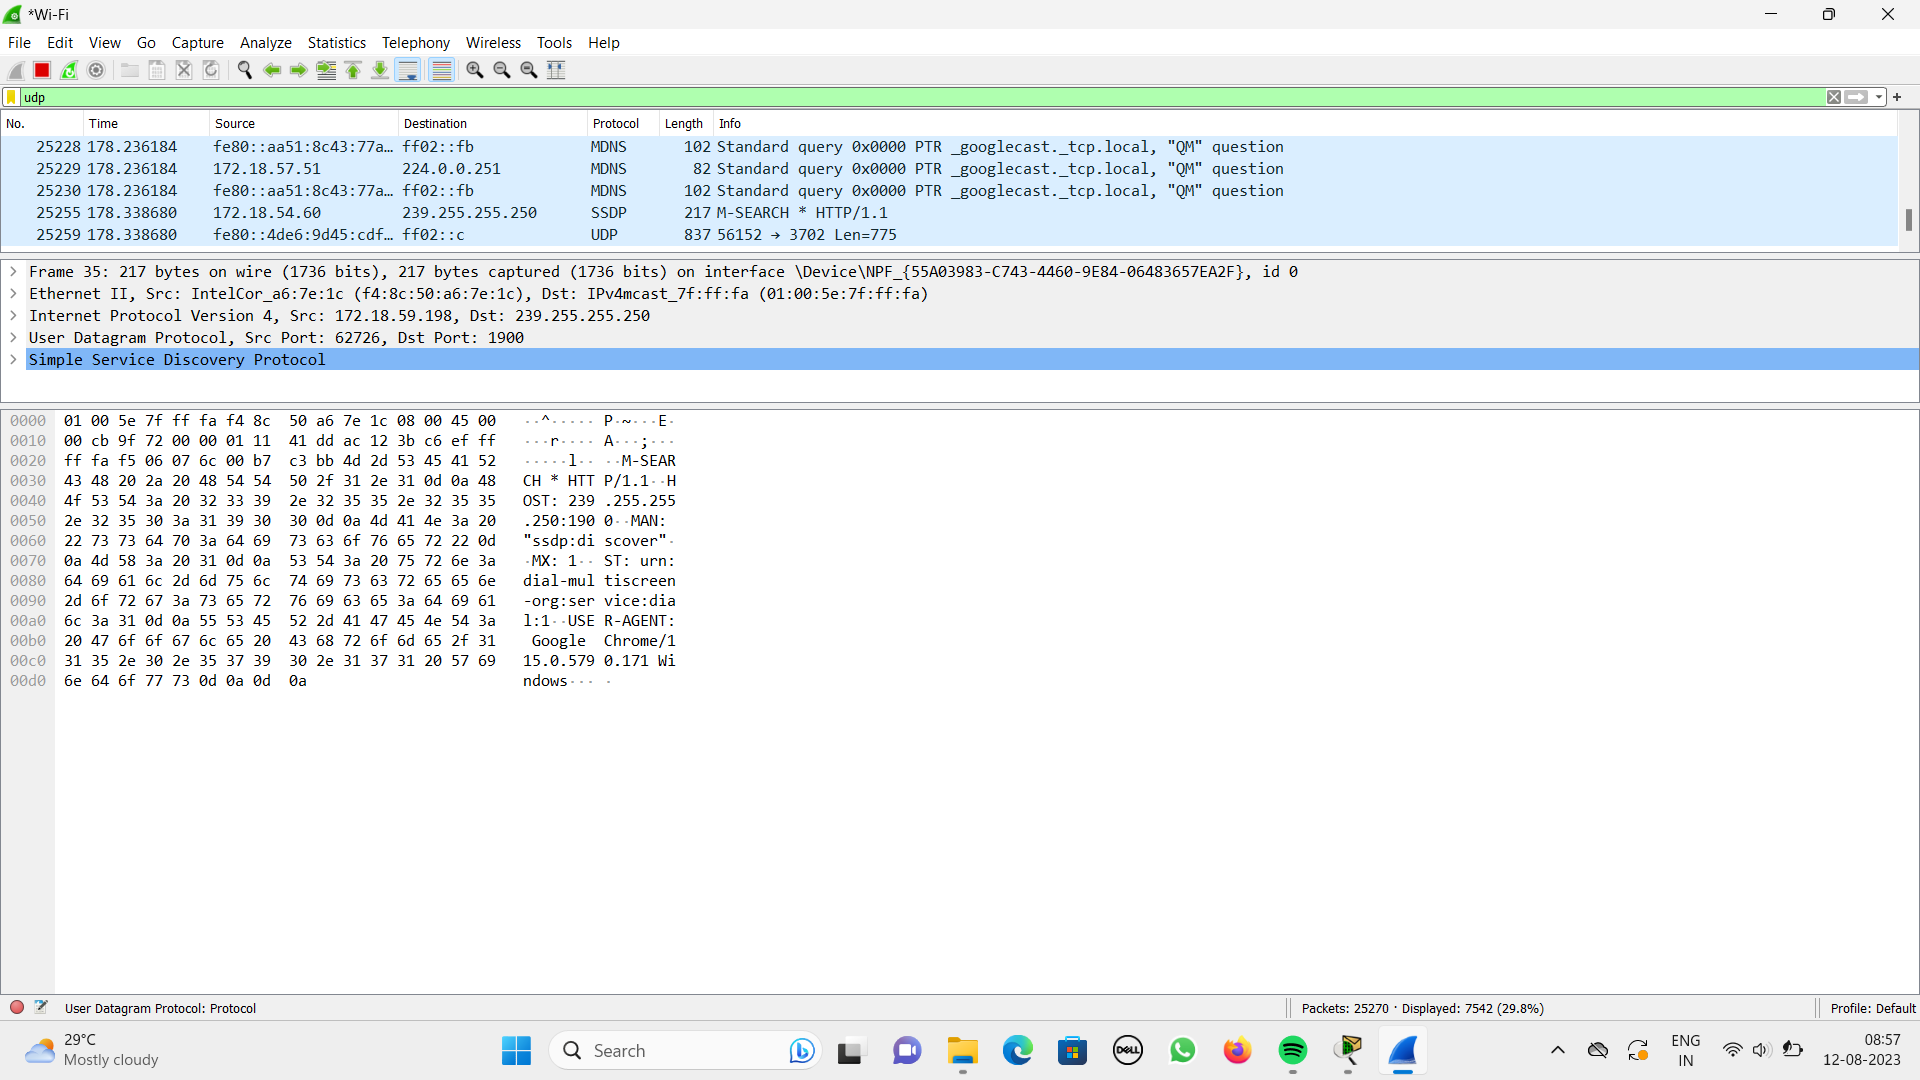 *Wi-Fi
File Edit View Go Capture Analyze Statistics Telephony Wireless Tools Help
udp
No. Time Source Destination Protocol Length Info
25228 178.236184 fe80::aa51:8c43:77a… ff02::fb MDNS 102 Standard query 0x0000 PTR _googlecast._tcp.local, "QM" question
25229 178.236184 172.18.57.51 224.0.0.251 MDNS 82 Standard query 0x0000 PTR _googlecast._tcp.local, "QM" question
25230 178.236184 fe80::aa51:8c43:77a… ff02::fb MDNS 102 Standard query 0x0000 PTR _googlecast._tcp.local, "QM" question
25255 178.338680 172.18.54.60 239.255.255.250 SSDP 217 M-SEARCH * HTTP/1.1
25259 178.338680 fe80::4de6:9d45:cdf… ff02::c UDP 837 56152 → 3702 Len=775
Frame 35: 217 bytes on wire (1736 bits), 217 bytes captured (1736 bits) on interface \Device\NPF_{55A03983-C743-4460-9E84-06483657EA2F}, id 0
Ethernet II, Src: IntelCor_a6:7e:1c (f4:8c:50:a6:7e:1c), Dst: IPv4mcast_7f:ff:fa (01:00:5e:7f:ff:fa)
Internet Protocol Version 4, Src: 172.18.59.198, Dst: 239.255.255.250
User Datagram Protocol, Src Port: 62726, Dst Port: 1900
Simple Service Discovery Protocol
0000 01 00 5e 7f ff fa f4 8c 50 a6 7e 1c 08 00 45 00 ··^····· P·~···E·
0010 00 cb 9f 72 00 00 01 11 41 dd ac 12 3b c6 ef ff ···r···· A···;···
0020 ff fa f5 06 07 6c 00 b7 c3 bb 4d 2d 53 45 41 52 ·····l·· ··M-SEAR
0030 43 48 20 2a 20 48 54 54 50 2f 31 2e 31 0d 0a 48 CH * HTT P/1.1··H
0040 4f 53 54 3a 20 32 33 39 2e 32 35 35 2e 32 35 35 OST: 239 .255.255
0050 2e 32 35 30 3a 31 39 30 30 0d 0a 4d 41 4e 3a 20 .250:190 0··MAN:
0060 22 73 73 64 70 3a 64 69 73 63 6f 76 65 72 22 0d "ssdp:di scover"·
0070 0a 4d 58 3a 20 31 0d 0a 53 54 3a 20 75 72 6e 3a ·MX: 1·· ST: urn:
0080 64 69 61 6c 2d 6d 75 6c 74 69 73 63 72 65 65 6e dial-mul tiscreen
0090 2d 6f 72 67 3a 73 65 72 76 69 63 65 3a 64 69 61 -org:ser vice:dia
00a0 6c 3a 31 0d 0a 55 53 45 52 2d 41 47 45 4e 54 3a l:1··USE R-AGENT:
00b0 20 47 6f 6f 67 6c 65 20 43 68 72 6f 6d 65 2f 31 Google Chrome/1
00c0 31 35 2e 30 2e 35 37 39 30 2e 31 37 31 20 57 69 15.0.579 0.171 Wi
00d0 6e 64 6f 77 73 0d 0a 0d 0a ndows··· ·
User Datagram Protocol: Protocol Packets: 25270 · Displayed: 7542 (29.8%) Profile: Default
29°C
Mostly cloudy
Search
DELL
ENG
IN
08:57
12-08-2023